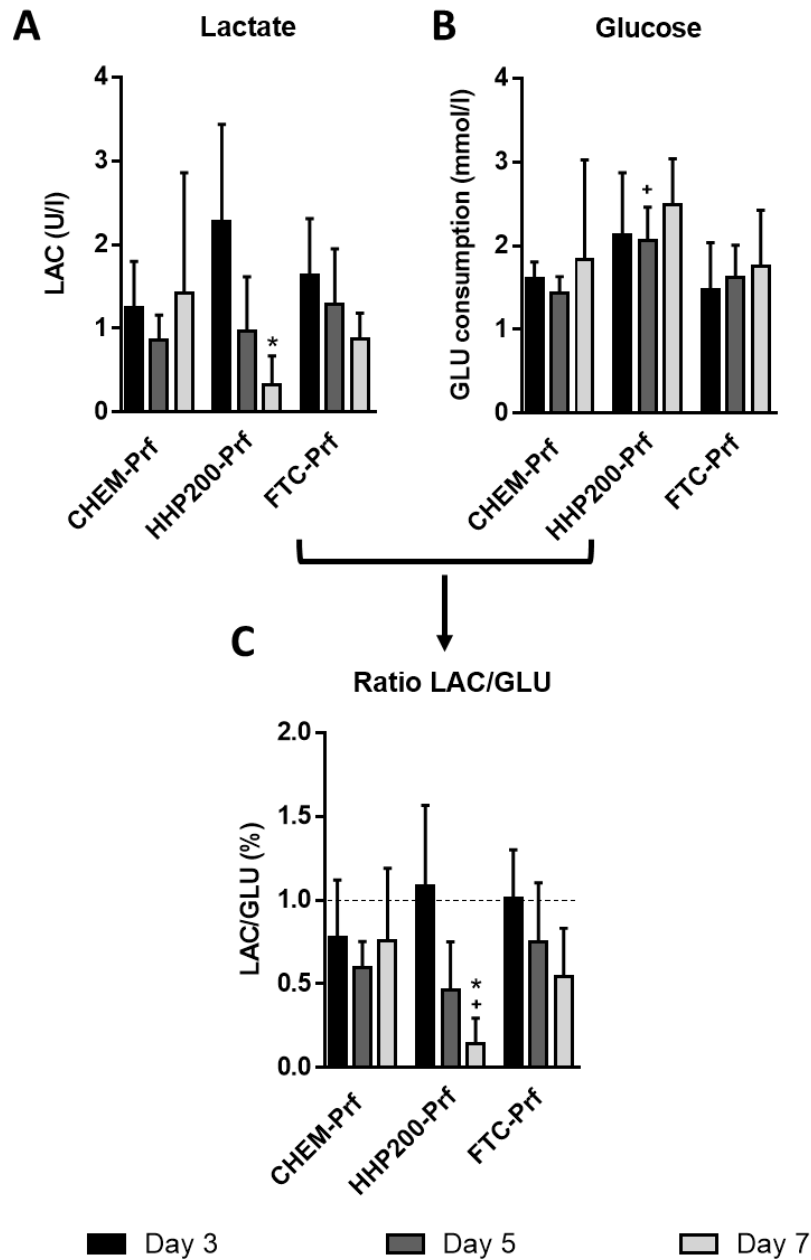 A
Lactate
LAC (U/l)
4
3
2
1
0
*
CHEM-Prf
HHP200-Prf
FTC-Prf
B
Glucose
GLU consumption (mmol/l)
4
3
2
1
0
+
CHEM-Prf
HHP200-Prf
FTC-Prf
C
Ratio LAC/GLU
LAC/GLU (%)
2.0
1.5
1.0
0.5
0.0
*
+
CHEM-Prf
HHP200-Prf
FTC-Prf
Day 3 Day 5 Day 7